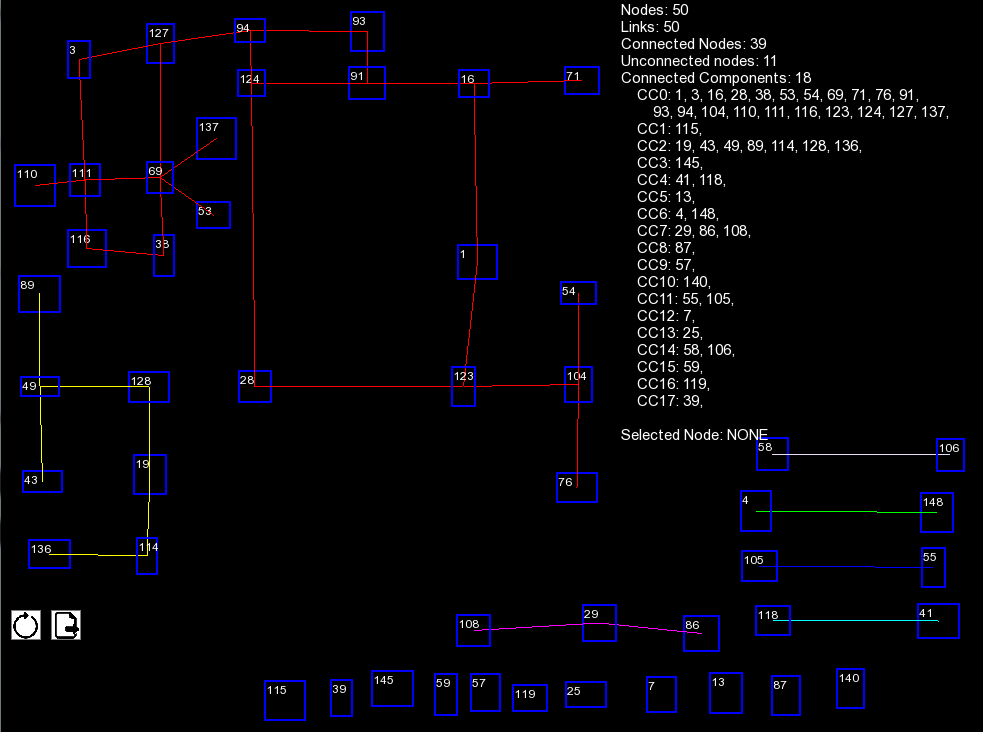 Nodes: 50
Links: 50
Connected Nodes: 39
Unconnected nodes: 11
Connected Components: 18
CC0: 1, 3, 16, 28, 38, 53, 54, 69, 71, 76, 91,
93, 94, 104, 110, 111, 116, 123, 124, 127, 137,
CC1: 115,
CC2: 19, 43, 49, 89, 114, 128, 136,
CC3: 145,
CC4: 41, 118,
CC5: 13,
CC6: 4, 148,
CC7: 29, 86, 108,
CC8: 87,
CC9: 57,
CC10: 140,
CC11: 55, 105,
CC12: 7,
CC13: 25,
CC14: 58, 106,
CC15: 59,
CC16: 119,
CC17: 39,
Selected Node: NONE
93
94
127
3
124
91
16
71
137
110
111
69
53
116
38
1
89
54
49
128
28
123
104
58
106
19
43
76
4
148
136
114
105
55
108
29
86
118
41
115
39
145
59
57
119
25
7
13
87
140